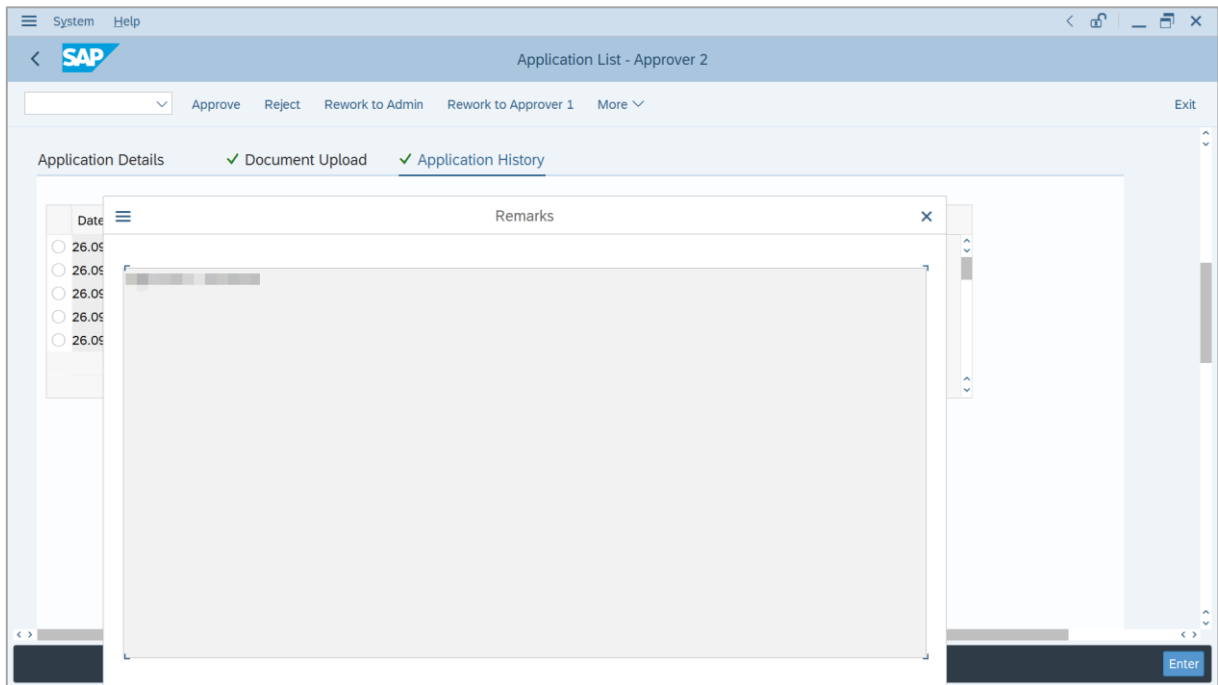 System Help
SAP Application List - Approver 2
Approve Reject Rework to Admin Rework to Approver 1 More Exit
Application Details Document Upload Application History
Date
Remarks
26.09
26.09
26.09
26.09
26.09
Enter